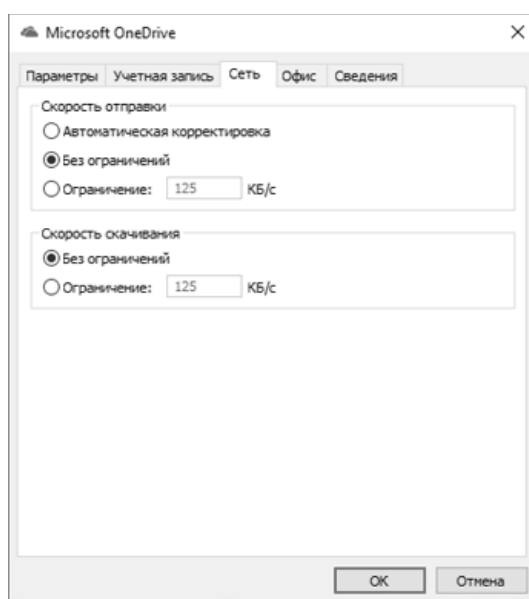 Microsoft OneDrive
Параметры Учетная запись Сеть Офис Сведения
Скорость отправки
Автоматическая корректировка
Без ограничений
Ограничение: 125 КБ/с
Скорость скачивания
Без ограничений
Ограничение: 125 КБ/с
OK Отмена